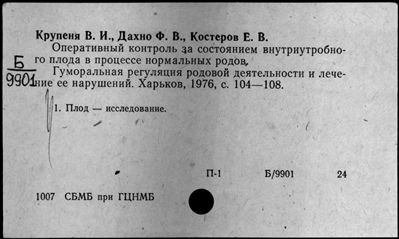 Крупеня В. И., Дахно Ф. В., Костеров Е. В.
Оперативный контроль за состоянием внутриутробно-
го плода в процессе нормальных родов.
Б
9901
Гуморальная регуляция родовой деятельности и лече-
ние ее нарушений. Харьков, 1976, с. 104—108.
1. Плод — исследование.
П-1 Б/9901 24
1007 СБМБ при ГЦНМБ